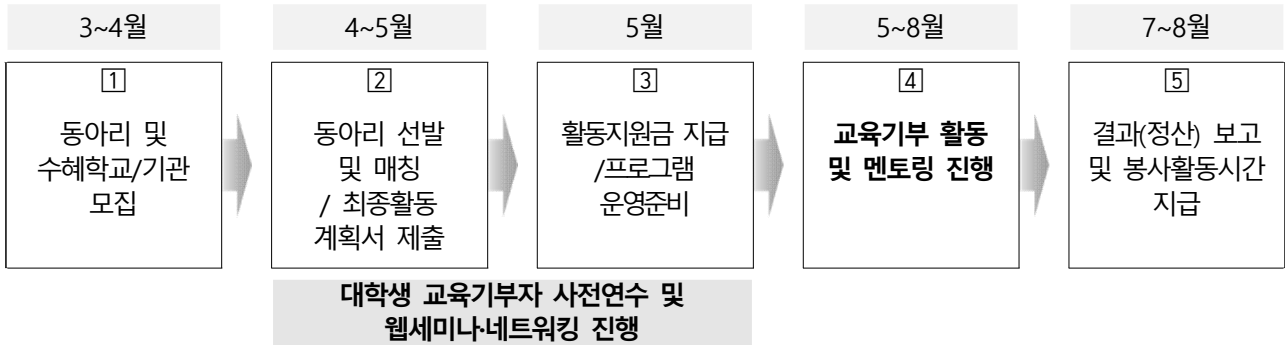 3~4월
4~5월
5월
5~8월
7~8월
1
동아리 및
수혜학교/기관
모집
2
동아리 선발
및 매칭
/ 최종활동
계획서 제출
3
활동지원금 지급
/프로그램
운영준비
4
교육기부 활동
및 멘토링 진행
5
결과(정산) 보고
및 봉사활동시간
지급
대학생 교육기부자 사전연수 및
웹세미나·네트워킹 진행